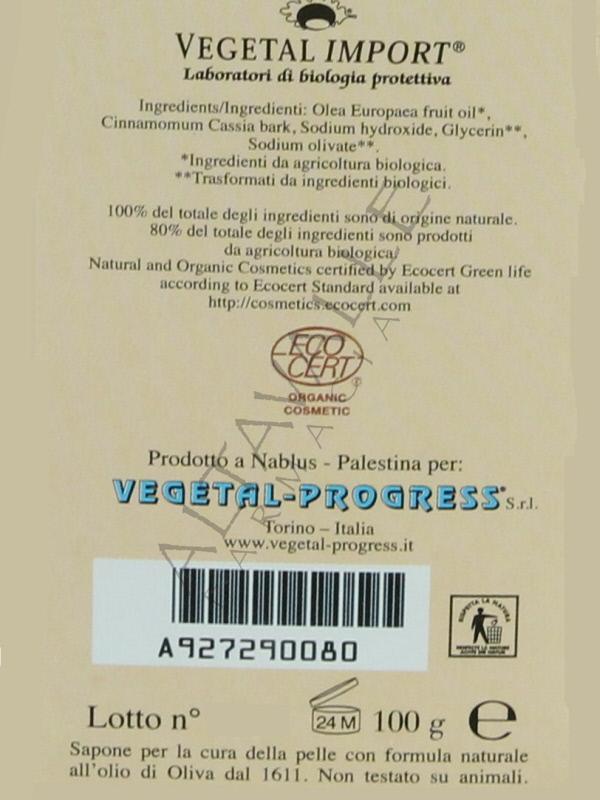 VEGETAL IMPORT®
Laboratori di biologia protettiva
Ingredients/Ingredienti: Olea Europaea fruit oil*,
Cinnamomum Cassia bark, Sodium hydroxide, Glycerin**,
Sodium olivate**.
*Ingredienti da agricoltura biologica.
**Trasformati da ingredienti biologici.
100% del totale degli ingredienti sono di origine naturale.
80% del totale degli ingredienti sono prodotti
da agricoltura biologica.
Natural and Organic Cosmetics certified by Ecocert Green life
according to Ecocert Standard available at
http://cosmetics.ecocert.com
ECO
CERT®
ORGANIC
COSMETIC
Prodotto a Nablus - Palestina per:
VEGETAL-PROGRESS® S.r.l.
Torino – Italia
www.vegetal-progress.it
A927290080
RISPETTA LA NATURA
Lotto n°
24 M 100 g e
Sapone per la cura della pelle con formula naturale
all'olio di Oliva dal 1611. Non testato su animali.